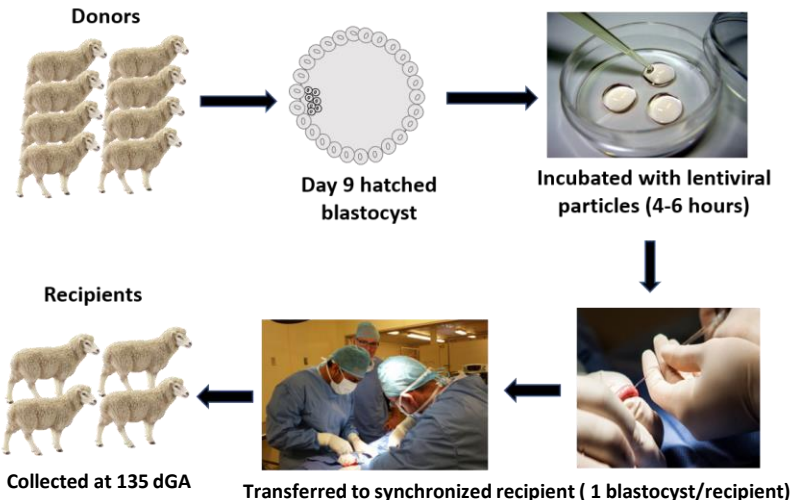 Donors
Day 9 hatched
blastocyst
Incubated with lentiviral
particles (4-6 hours)
Recipients
Collected at 135 dGA
Transferred to synchronized recipient ( 1 blastocyst/recipient)